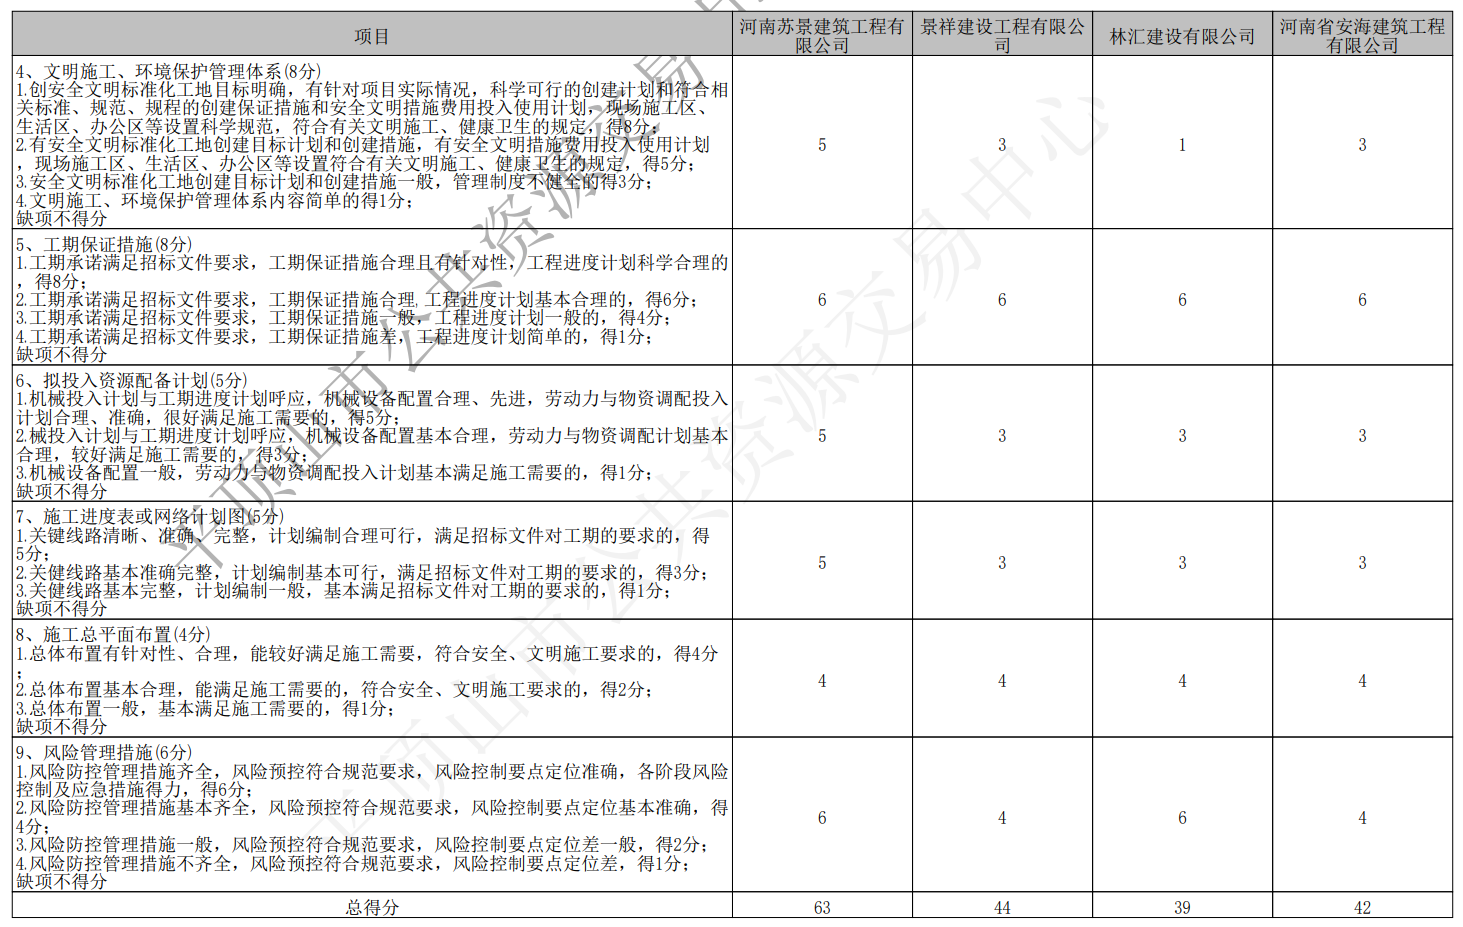 项目
河南苏景建筑工程有
限公司
景祥建设工程有限公
司
林汇建设有限公司
河南省安海建筑工程
有限公司
4、文明施工、环境保护管理体系(8分)
1.创安全文明标准化工地目标明确，有针对项目实际情况，科学可行的创建计划和符合相
关标准、规范、规程的创建保证措施和安全文明措施费用投入使用计划，现场施工区、
生活区、办公区等设置科学规范，符合有关文明施工、健康卫生的规定，得8分；
2.有安全文明标准化工地创建目标计划和创建措施，有安全文明措施费用投入使用计划
，现场施工区、生活区、办公区等设置符合有关文明施工、健康卫生的规定，得5分；
3.安全文明标准化工地创建目标计划和创建措施一般，管理制度不健全的得3分；
4.文明施工、环境保护管理体系内容简单的得1分；
缺项不得分
5
3
1
3
5、工期保证措施(8分)
1.工期承诺满足招标文件要求，工期保证措施合理且有针对性，工程进度计划科学合理的
，得8分；
2.工期承诺满足招标文件要求，工期保证措施合理,工程进度计划基本合理的，得6分；
3.工期承诺满足招标文件要求，工期保证措施一般，工程进度计划一般的，得4分；
4.工期承诺满足招标文件要求，工期保证措施差，工程进度计划简单的，得1分；
缺项不得分
6
6
6
6
6、拟投入资源配备计划(5分)
1.机械投入计划与工期进度计划呼应，机械设备配置合理、先进，劳动力与物资调配投入
计划合理、准确，很好满足施工需要的，得5分；
2.械投入计划与工期进度计划呼应，机械设备配置基本合理，劳动力与物资调配计划基本
合理，较好满足施工需要的，得3分；
3.机械设备配置一般，劳动力与物资调配投入计划基本满足施工需要的，得1分；
缺项不得分
5
3
3
3
7、施工进度表或网络计划图(5分)
1.关键线路清晰、准确、完整，计划编制合理可行，满足招标文件对工期的要求的，得
5分；
2.关健线路基本准确完整，计划编制基本可行，满足招标文件对工期的要求的，得3分；
3.关健线路基本完整，计划编制一般，基本满足招标文件对工期的要求的，得1分；
缺项不得分
5
3
3
3
8、施工总平面布置(4分)
1.总体布置有针对性、合理，能较好满足施工需要，符合安全、文明施工要求的，得4分
；
2.总体布置基本合理，能满足施工需要的，符合安全、文明施工要求的，得2分；
3.总体布置一般，基本满足施工需要的，得1分；
缺项不得分
4
4
4
4
9、风险管理措施(6分)
1.风险防控管理措施齐全，风险预控符合规范要求，风险控制要点定位准确，各阶段风险
控制及应急措施得力，得6分；
2.风险防控管理措施基本齐全，风险预控符合规范要求，风险控制要点定位基本准确，得
4分；
3.风险防控管理措施一般，风险预控符合规范要求，风险控制要点定位差一般，得2分；
4.风险防控管理措施不齐全，风险预控符合规范要求，风险控制要点定位差，得1分；
缺项不得分
6
4
6
4
总得分
63
44
39
42
平顶山市公共资源交易中
平顶山市公共资源交易中心